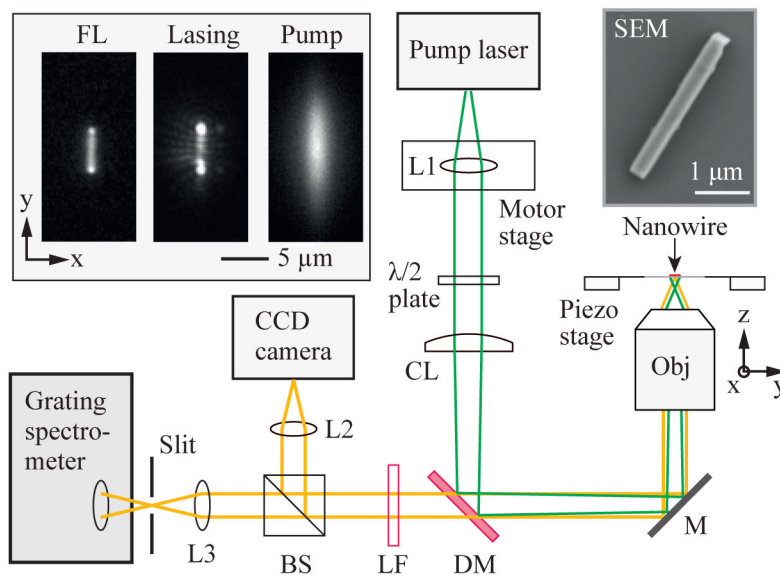 FL
Lasing
Pump
y
x
5 μm
Pump laser
SEM
1 μm
L1
Motor
stage
Nanowire
λ/2
plate
Piezo
stage
CL
Obj
z
x
y
CCD
camera
L2
Grating
spectro-
meter
Slit
L3
BS
LF
DM
M